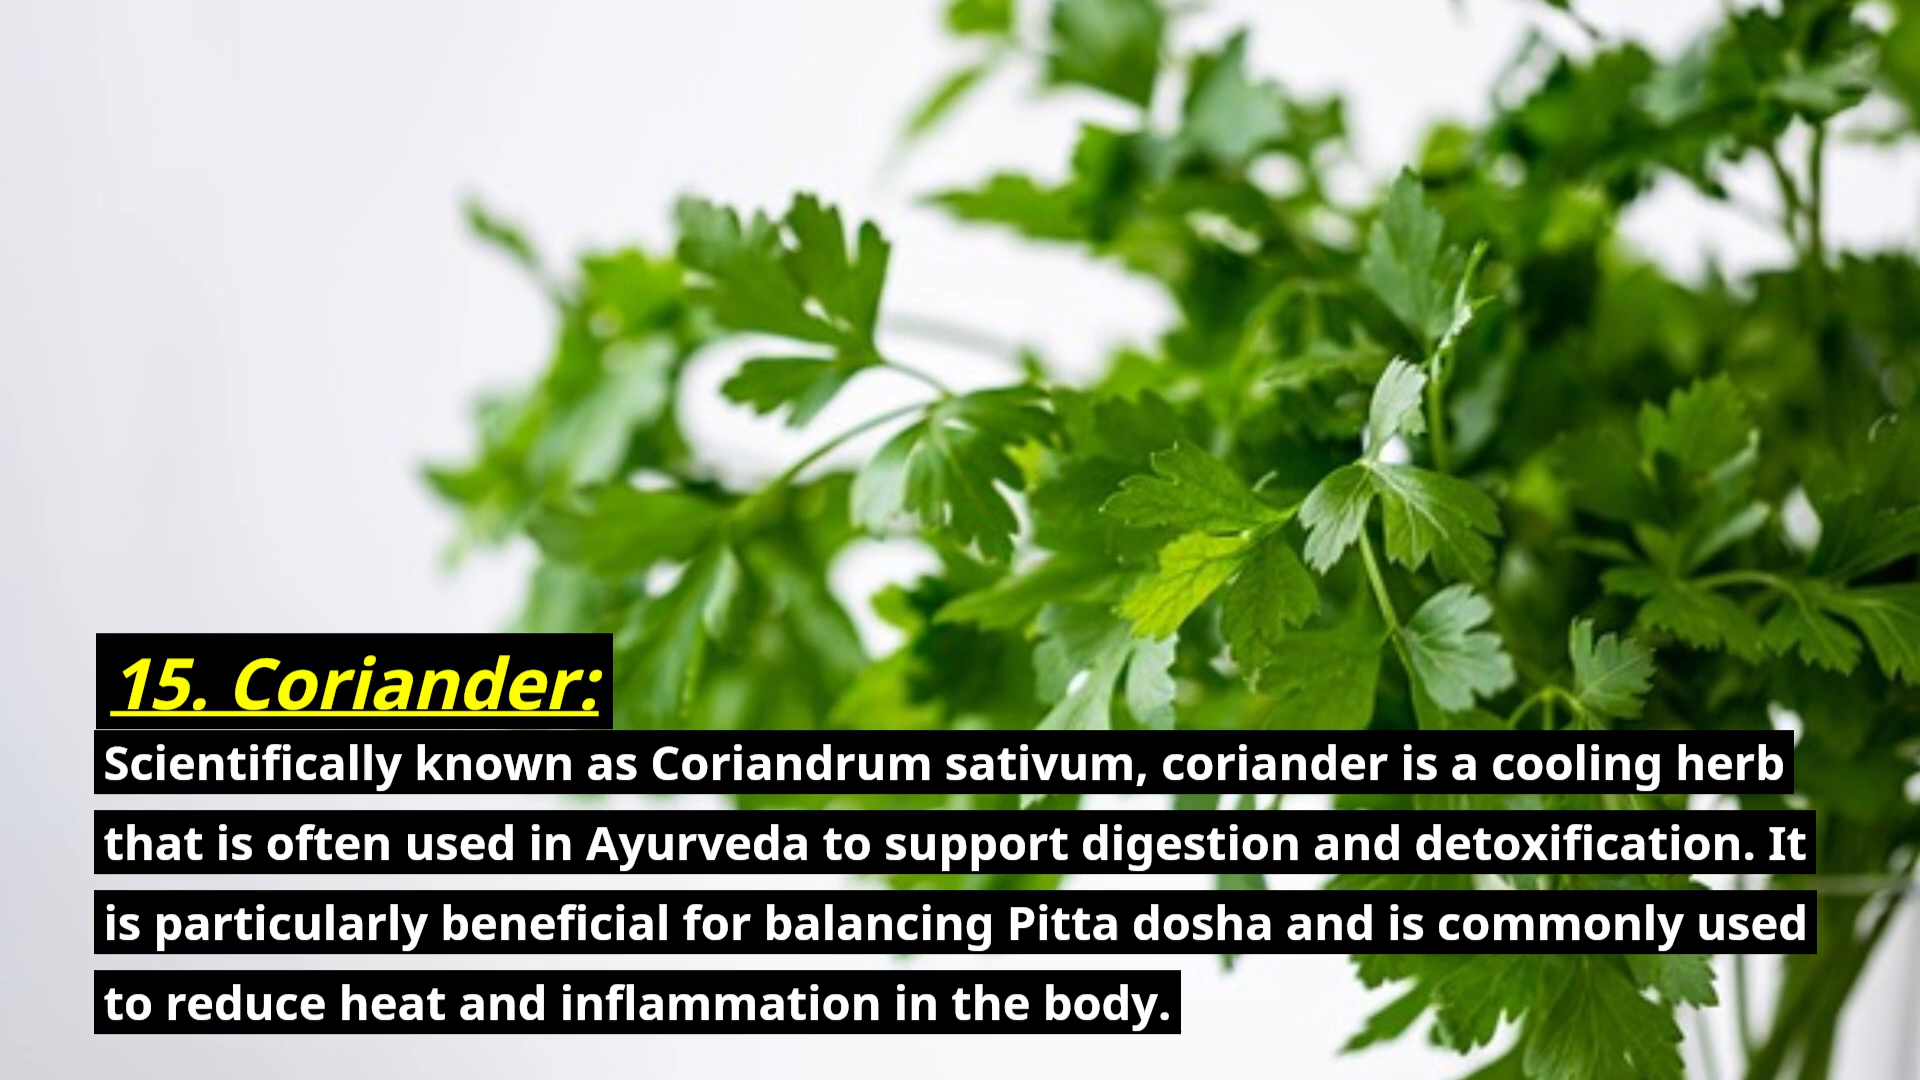 15. Coriander:
Scientifically known as Coriandrum sativum, coriander is a cooling herb
that is often used in Ayurveda to support digestion and detoxification. It
is particularly beneficial for balancing Pitta dosha and is commonly used
to reduce heat and inflammation in the body.